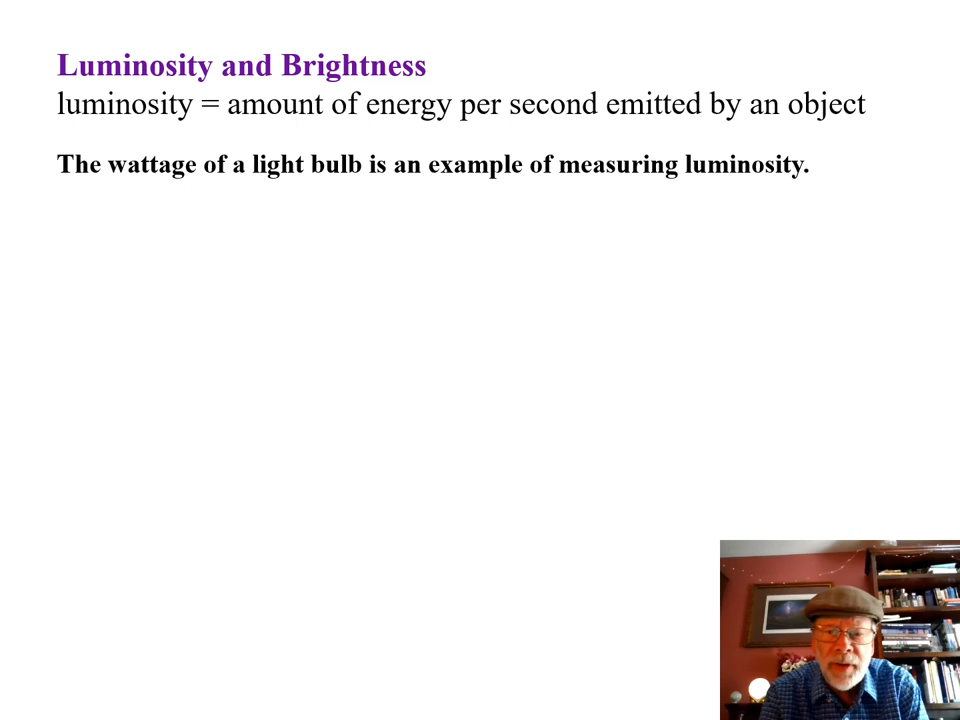 Luminosity and Brightness
luminosity = amount of energy per second emitted by an object
The wattage of a light bulb is an example of measuring luminosity.